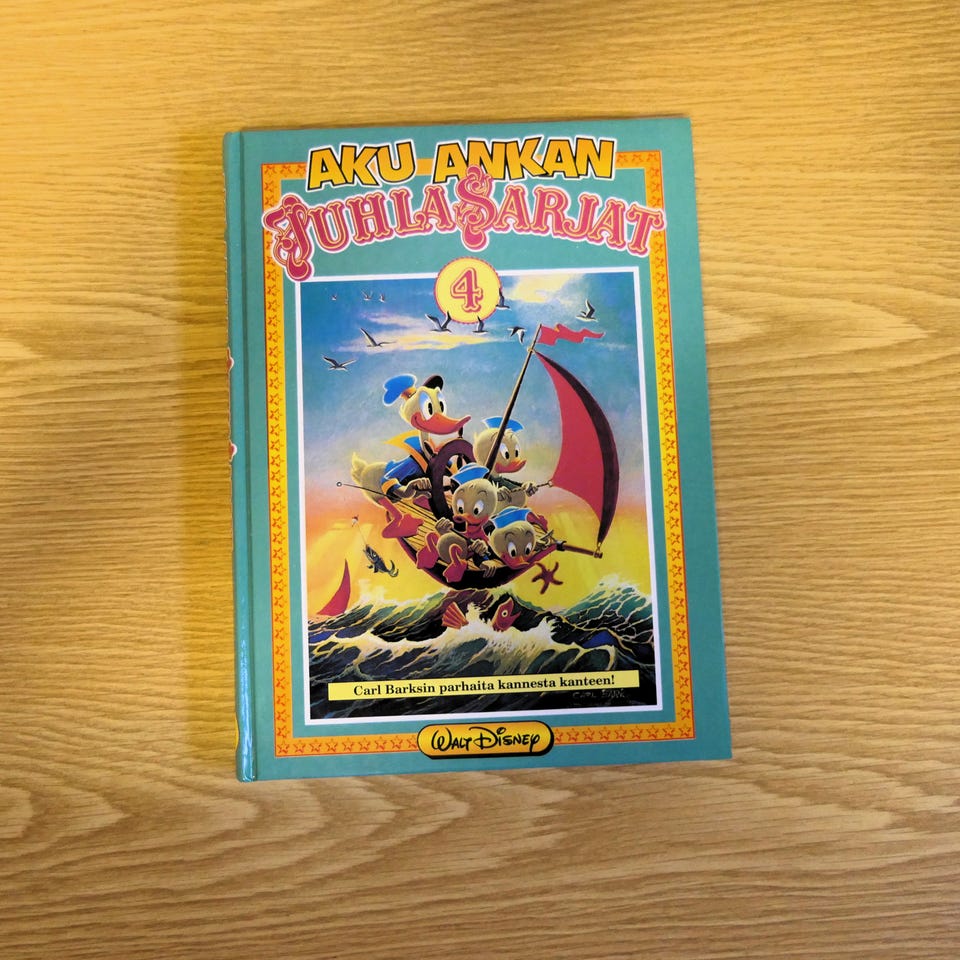 AKU ANKAN
JUHLASARJAT
4
Carl Barksin parhaita kannesta kanteen!
WALT DISNEY